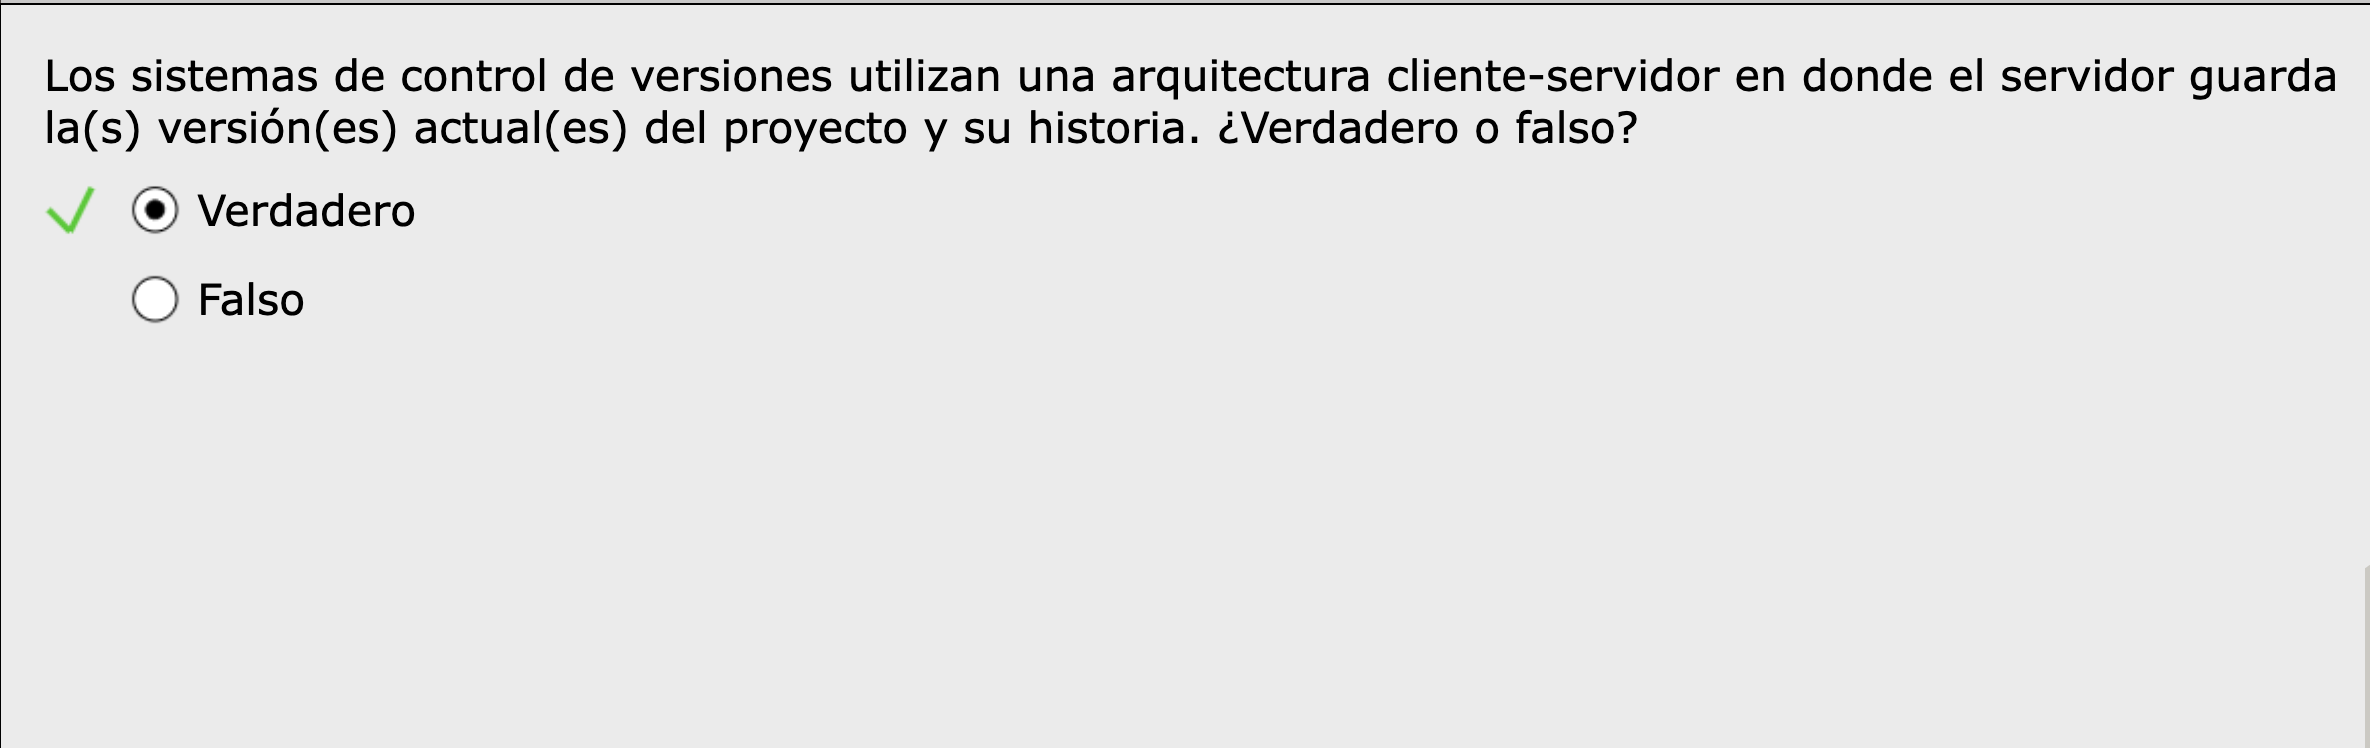 Los sistemas de control de versiones utilizan una arquitectura cliente-servidor en donde el servidor guarda
la(s) versión(es) actual(es) del proyecto y su historia. ¿Verdadero o falso?
Verdadero
Falso